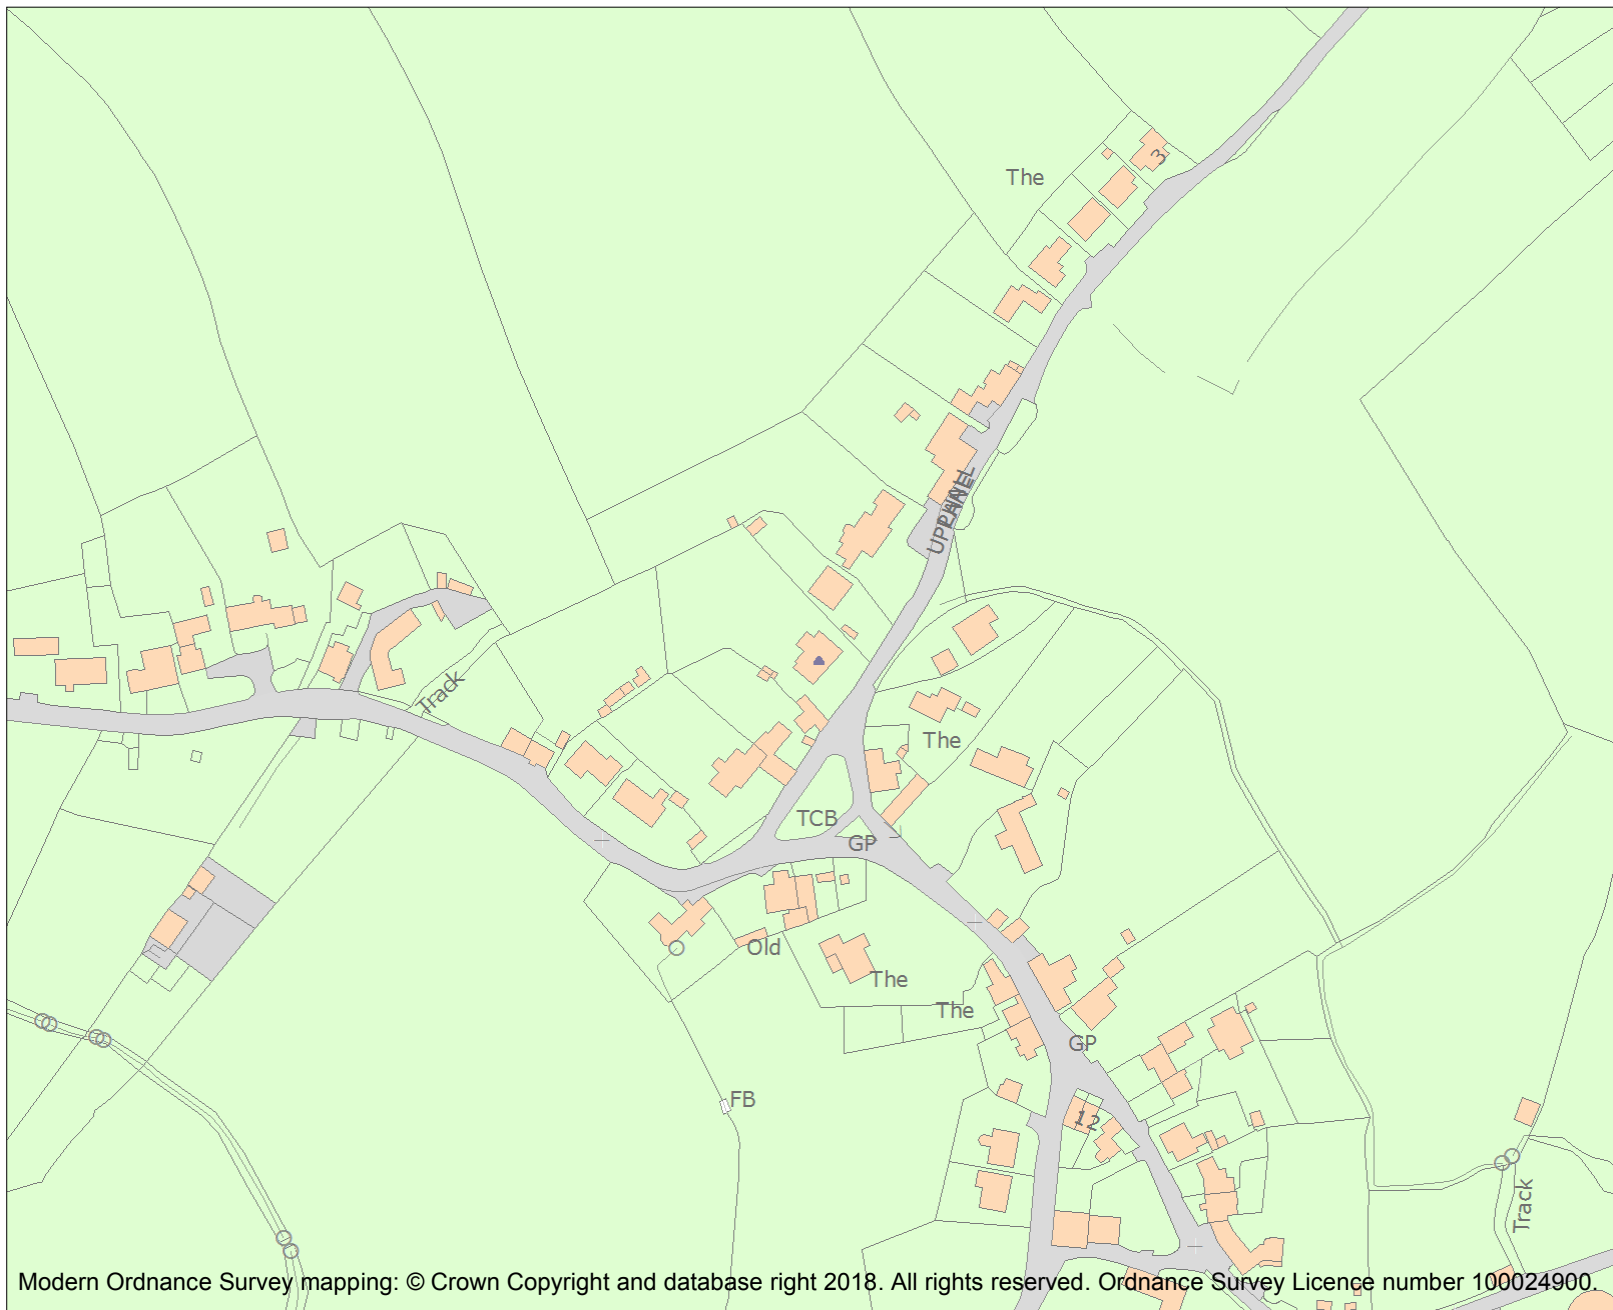 The
3
UPHILL
LANE
Track
The
TCB
GP
Old
The
The
GP
FB
12
Track
Modern Ordnance Survey mapping: © Crown Copyright and database right 2018. All rights reserved. Ordnance Survey Licence number 100024900.